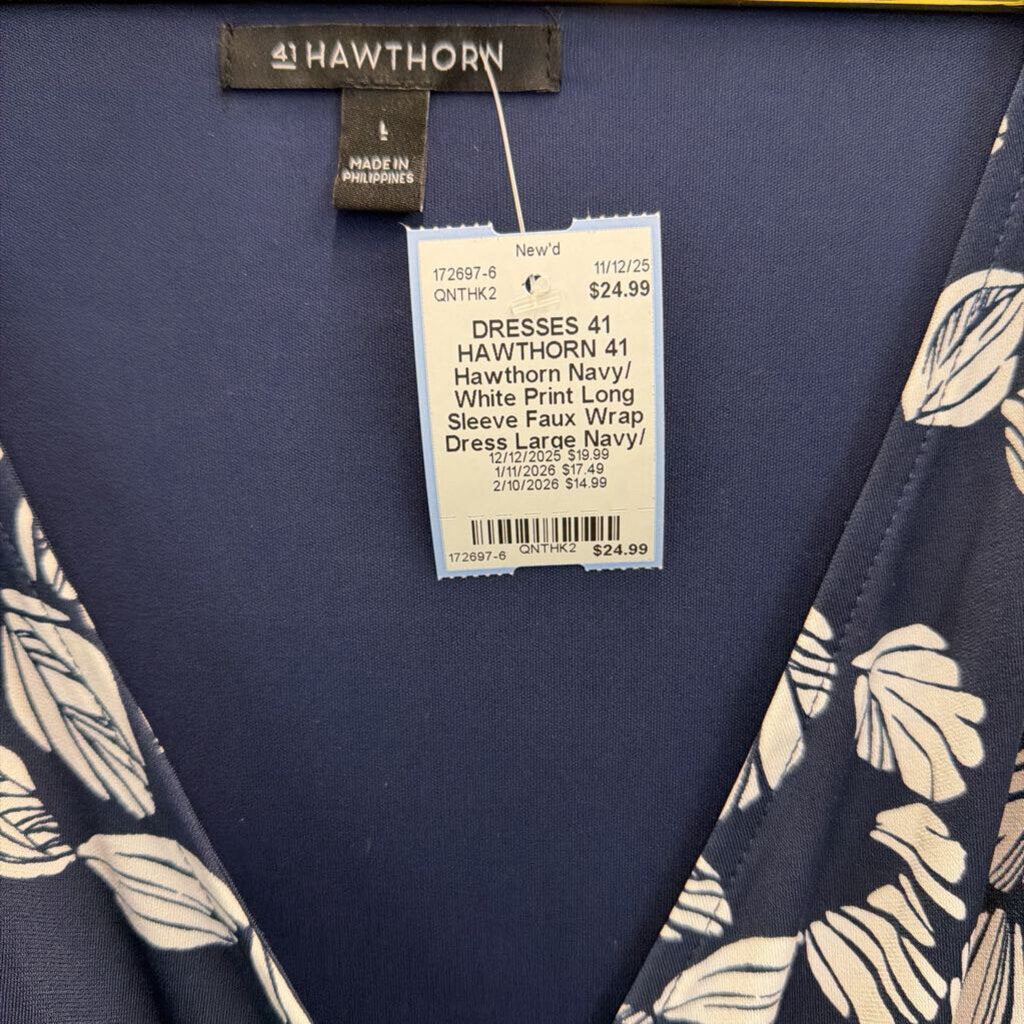 41 HAWTHORN
L
MADE IN
PHILIPPINES
New'd
172697-6 11/12/25
QNTHK2 $24.99
DRESSES 41
HAWTHORN 41
Hawthorn Navy/
White Print Long
Sleeve Faux Wrap
Dress Large Navy/
12/12/2025 $19.99
1/11/2026 $17.49
2/10/2026 $14.99
172697-6 QNTHK2 $24.99